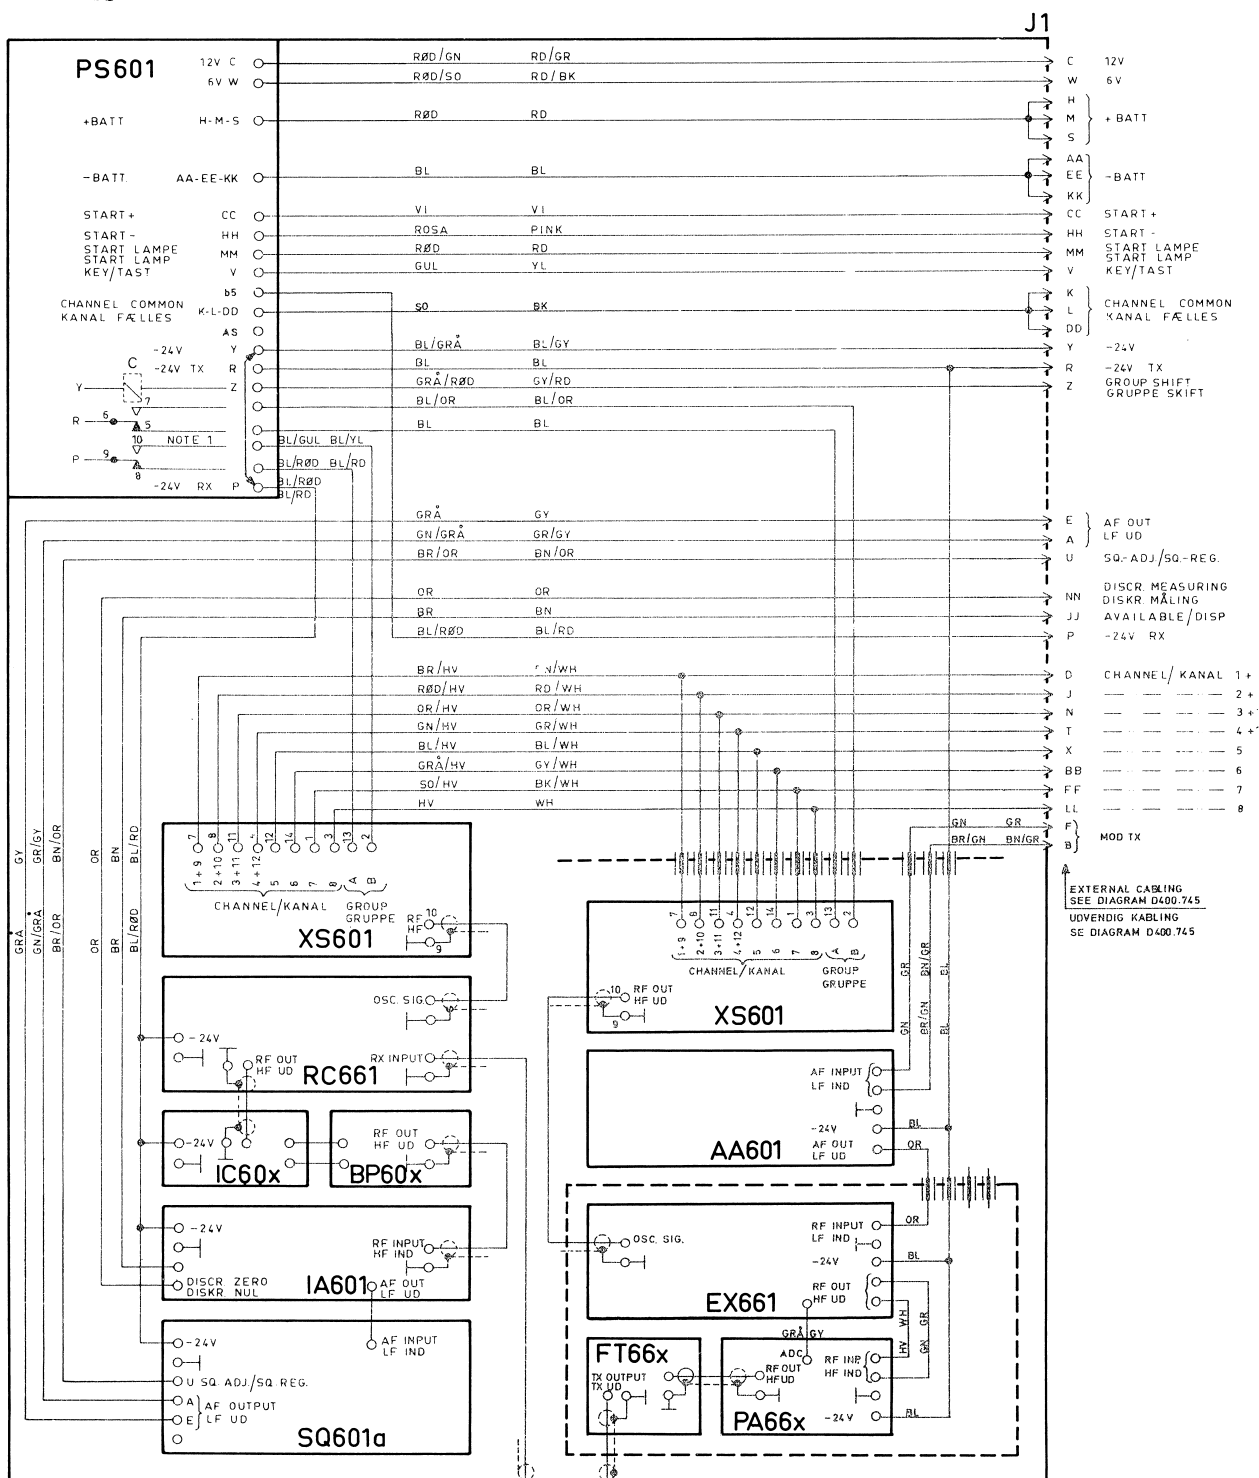 J1
PS601
12V C
RØD/GN RD/GR
C 12V
6V W
RØD/SO RD/BK
W 6V
H
+BATT H-M-S
RØD RD
M + BATT
S
AA
-BATT. AA-EE-KK
BL BL
EE -BATT
KK
START+ CC
VI VI
CC START+
START- HH
ROSA PINK
HH START-
START LAMPE
START LAMP MM
RØD RD
MM START LAMPE
START LAMP
KEY/TAST V
GUL YL
V KEY/TAST
b5
K
CHANNEL COMMON
KANAL FÆLLES K-L-DD
SO BK
L CHANNEL COMMON
KANAL FÆLLES
DD
AS
-24V Y
BL/GRÅ BL/GY
Y -24V
C
-24V TX R
BL BL
R -24V TX
Y Z
GRÅ/RØD GY/RD
Z GROUP SHIFT
GRUPPE SKIFT
7
BL/OR BL/OR
R 6 5
BL BL
10 NOTE 1
BL/GUL BL/YL
P 9 8
BL/RØD BL/RD
-24V RX P
BL/RØD
BL/RD
GRÅ GY
E AF OUT
LF UD
GN/GRÅ GR/GY
A
BR/OR BN/OR
U SQ.-ADJ./SQ.-REG.
OR OR
NN DISCR. MEASURING
DISKR. MÅLING
BR BN
JJ AVAILABLE/DISP
BL/RØD BL/RD
P -24V RX
BR/HV N/WH
D CHANNEL/KANAL 1+
RØD/HV RD/WH
J 2+
OR/HV OR/WH
N 3+1
GN/HV GR/WH
T 4+1
BL/HV BL/WH
X 5
GRÅ/HV GY/WH
BB 6
SO/HV BK/WH
FF 7
HV WH
LL 8
GN GR
F MOD TX
BR/GN BN/GR
B
EXTERNAL CABLING
SEE DIAGRAM D400.745
UDVENDIG KABLING
SE DIAGRAM D400.745
GY GR/GY BN/OR OR BN BL/RD
GRÅ GN/GRÅ BR/OR OR BR BL/RØD
7 8 11 4 12 14 1 3 13 2
1+9 2+10 3+11 4+12 5 6 7 8 A B
CHANNEL/KANAL GROUP
GRUPPE
RF
HF
10
9
XS601
7 8 11 4 12 14 1 3 13 2
1+9 2+10 3+11 4+12 5 6 7 8 A B
CHANNEL/KANAL GROUP
GRUPPE
10 RF OUT
HF UD
9
XS601
GR BN/GR BL
GN BR/GN BL
OSC. SIG.
-24V
RF OUT
HF UD
RX INPUT
RC661
-24V
IC60x
RF OUT
HF UD
BP60x
AF INPUT
LF IND
-24V BL
AF OUT
LF UD OR
AA601
-24V
RF INPUT
HF IND
DISCR. ZERO
DISKR. NUL
IA601
AF OUT
LF UD
OSC. SIG.
RF INPUT
LF IND OR
-24V BL
RF OUT
HF UD
EX661
WH GR
HV GN
-24V
AF INPUT
LF IND
U SQ. ADJ./SQ.REG.
A
AF OUTPUT
LF UD
E
SQ601a
FT66x
TX OUTPUT
TX UD
GRÅ GY
ADC
RF OUT
HF UD
RF INP.
HF IND
-24V BL
PA66x